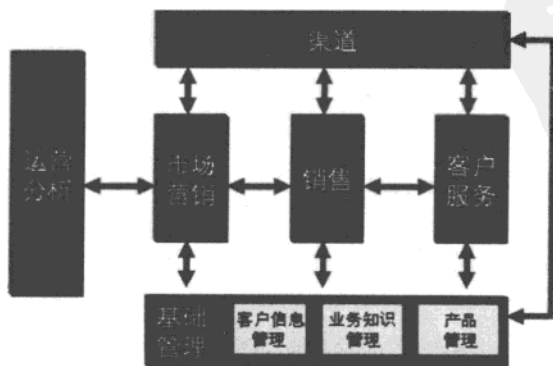 渠道
运营
分析
市场
营销
销售
客户
服务
基础
管理
客户信息
管理
业务知识
管理
产品
管理